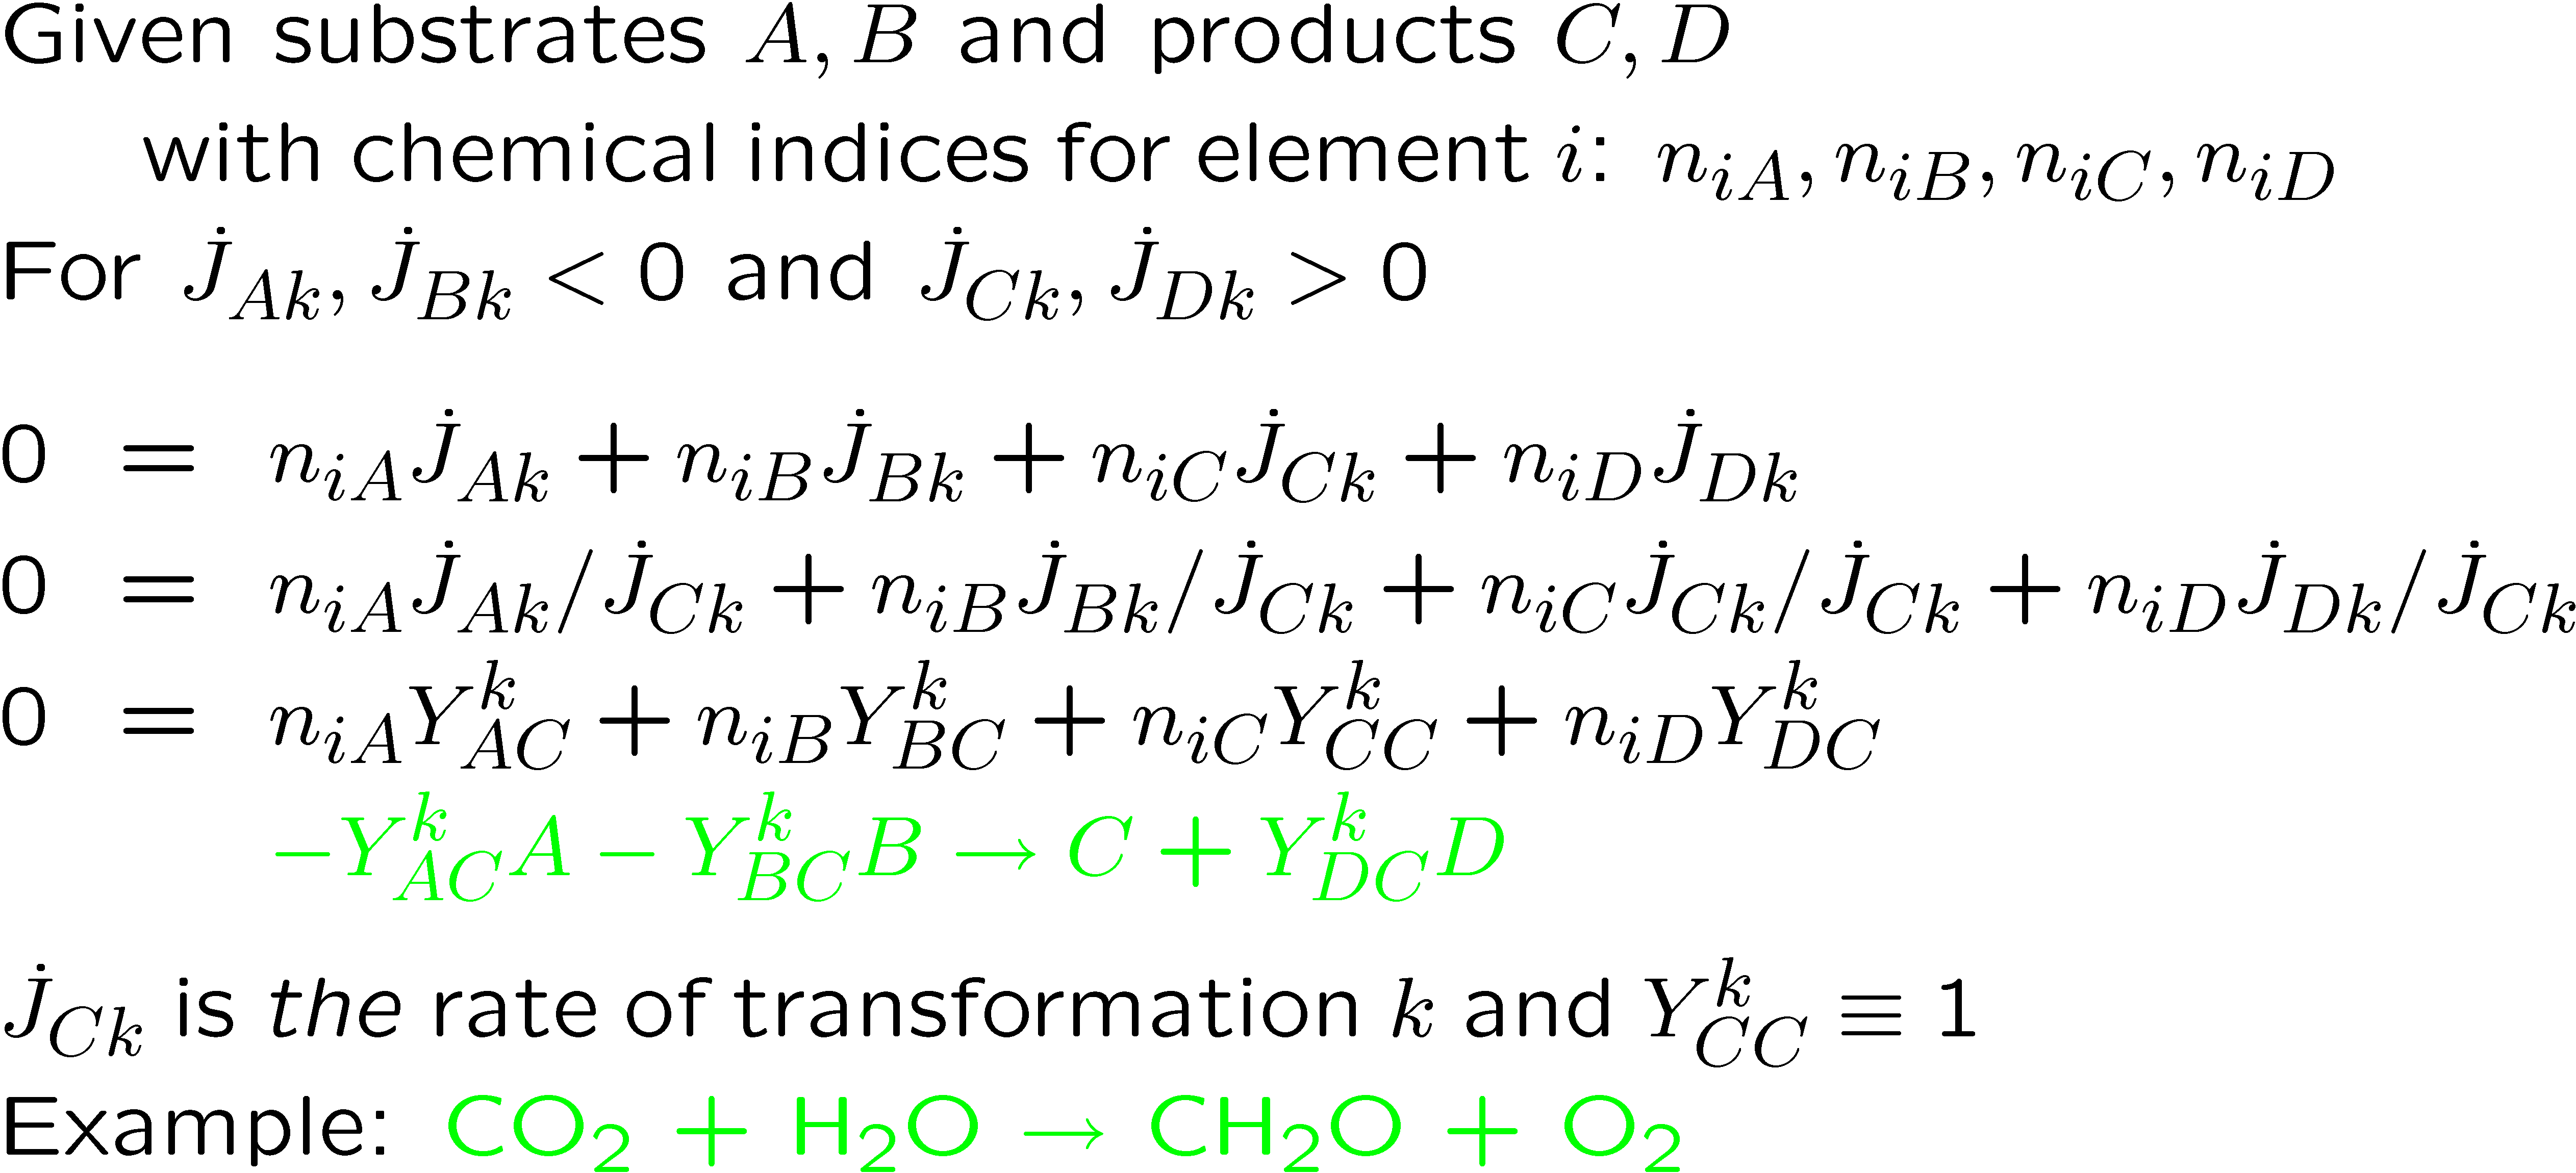 Given substrates A, B and products C, D
with chemical indices for element i: n_{iA}, n_{iB}, n_{iC}, n_{iD}
For J̇_{Ak}, J̇_{Bk} < 0 and J̇_{Ck}, J̇_{Dk} > 0
0 = n_{iA}J̇_{Ak} + n_{iB}J̇_{Bk} + n_{iC}J̇_{Ck} + n_{iD}J̇_{Dk}
0 = n_{iA}J̇_{Ak}/J̇_{Ck} + n_{iB}J̇_{Bk}/J̇_{Ck} + n_{iC}J̇_{Ck}/J̇_{Ck} + n_{iD}J̇_{Dk}/J̇_{Ck}
0 = n_{iA}Y^k_{AC} + n_{iB}Y^k_{BC} + n_{iC}Y^k_{CC} + n_{iD}Y^k_{DC}
−Y^k_{AC}A − Y^k_{BC}B → C + Y^k_{DC}D
J̇_{Ck} is the rate of transformation k and Y^k_{CC} ≡ 1
Example: CO₂ + H₂O → CH₂O + O₂